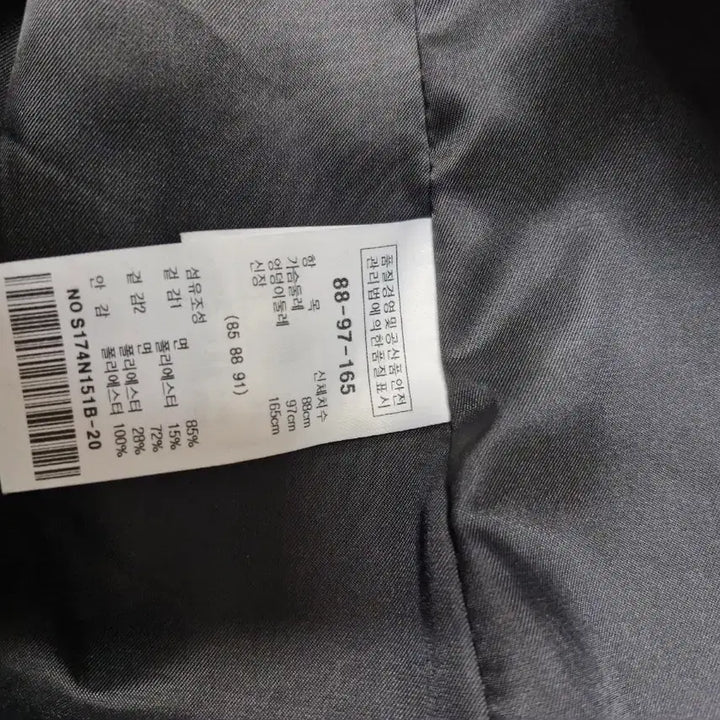 품질경영및공산품안전
관리법에의한품질표시
88-97-165
항 목 신체치수
가슴둘레 88cm
엉덩이둘레 97cm
신장 165cm
(85 88 91)
섬유조성
겉 감1 면 85%
폴리에스터 15%
겉 감2 면 72%
폴리에스터 28%
안 감 폴리에스터 100%
NO S174N151B-20